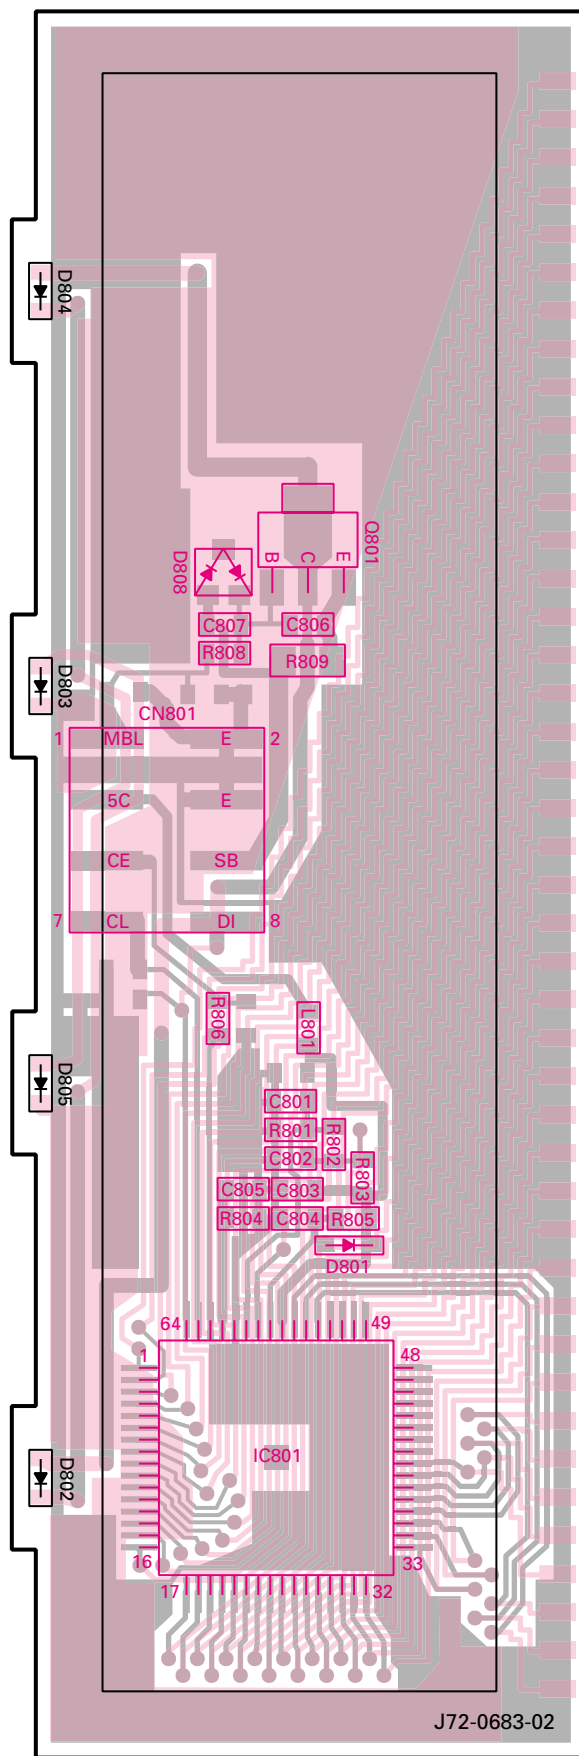 D804
Q801
B C E
D808
C807 C806
R808
R809
D803
CN801
1 MBL E 2
5C E
CE SB
7 CL DI 8
R806
L801
D805
C801
R801
R802
C802
R803
C805 C803
R804 C804 R805
D801
64 49
1 48
IC801
D802
16 33
17 32
J72-0683-02